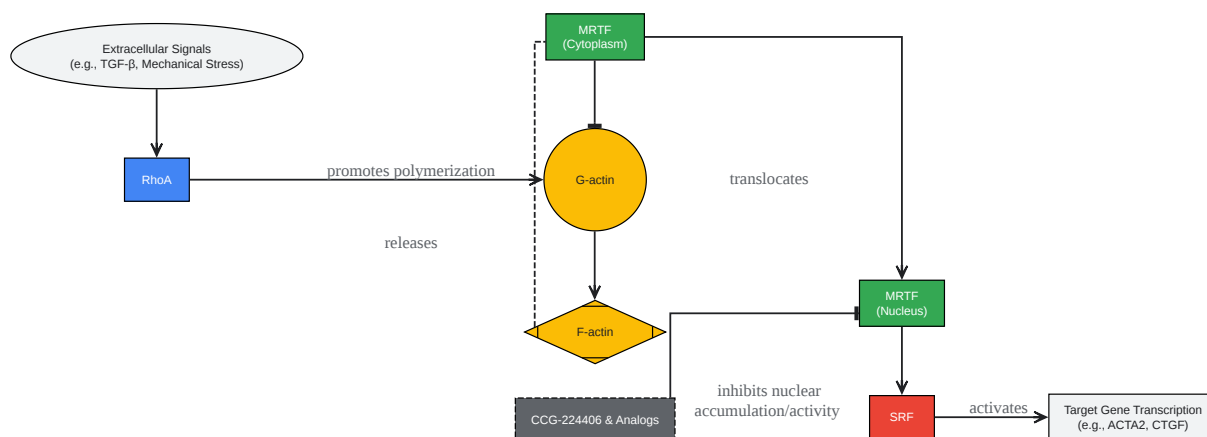 MRTF
(Cytoplasm)
Extracellular Signals
(e.g., TGF-β, Mechanical Stress)
promotes polymerization
RhoA
G-actin
translocates
releases
MRTF
(Nucleus)
F-actin
inhibits nuclear
accumulation/activity
CCG-224406 & Analogs
SRF
activates
Target Gene Transcription
(e.g., ACTA2, CTGF)